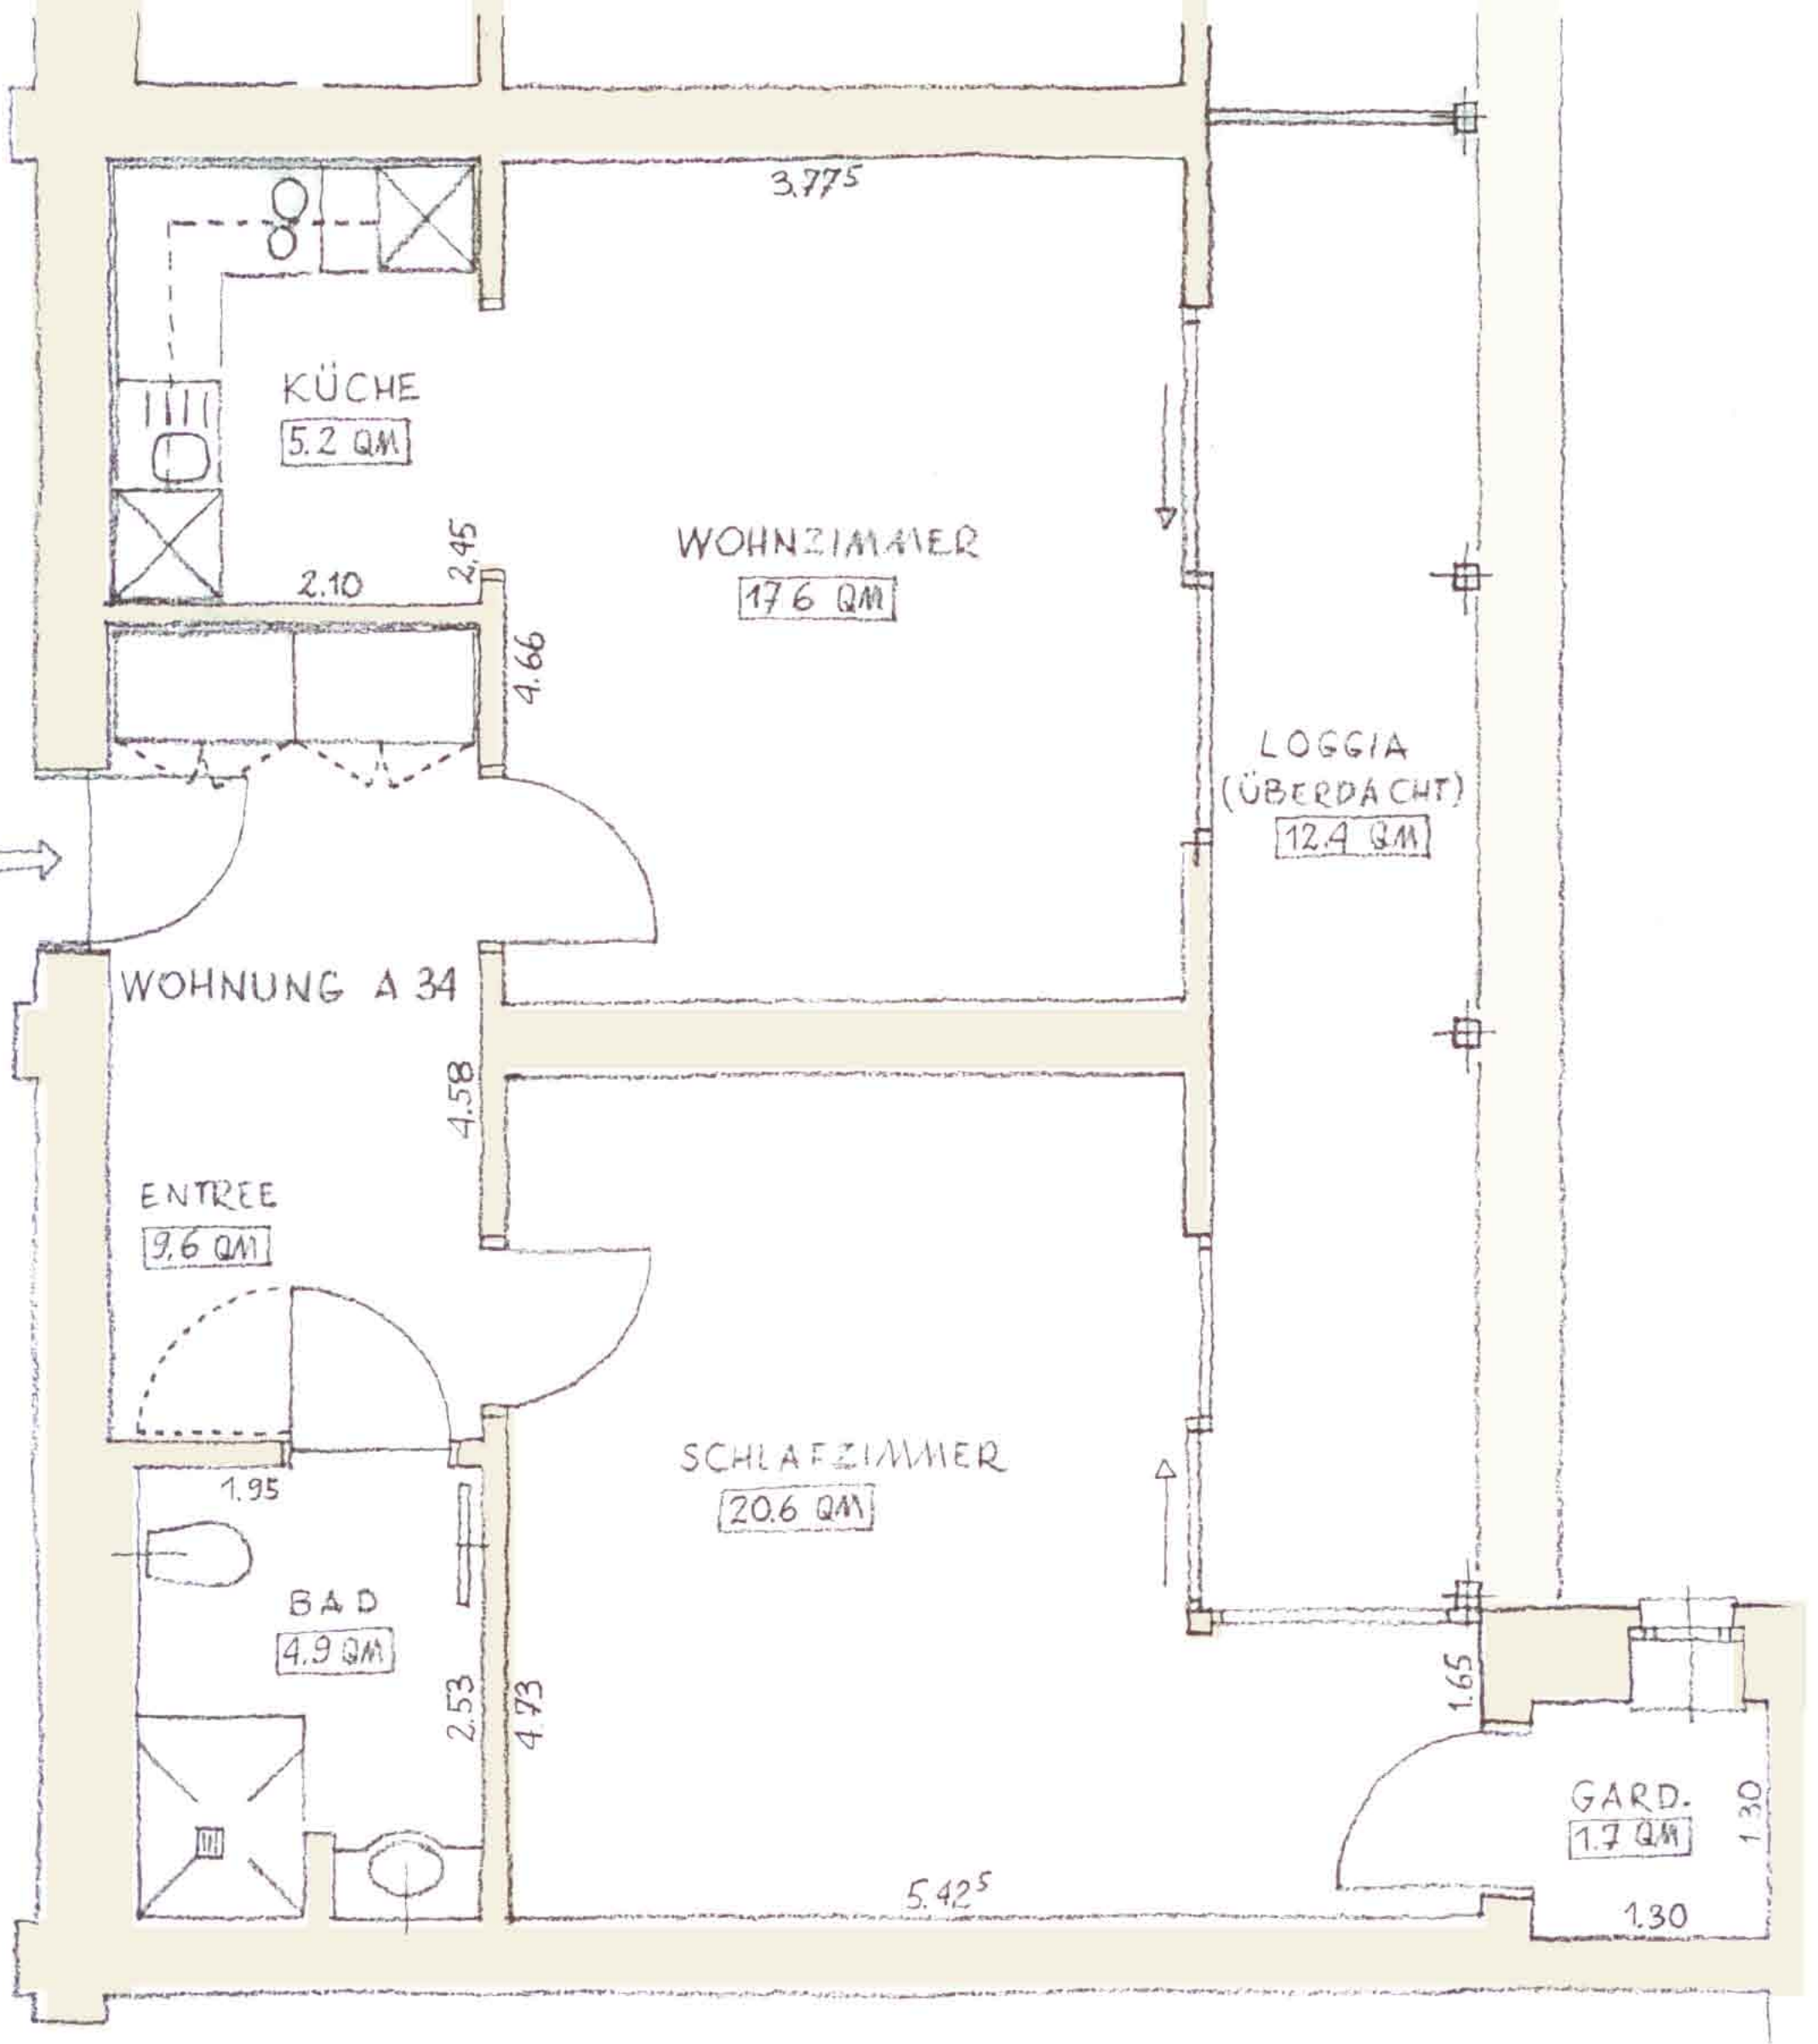 3.77⁵
KÜCHE
5.2 QM
2.45
2.10
WOHNZIMMER
17.6 QM
4.66
LOGGIA
(ÜBERDACHT)
12.4 QM
WOHNUNG A 34
4.58
ENTREE
9.6 QM
1.95
SCHLAFZIMMER
20.6 QM
BAD
4.9 QM
2.53
4.73
1.65
GARD.
1.7 QM
1.30
5.42⁵
1.30